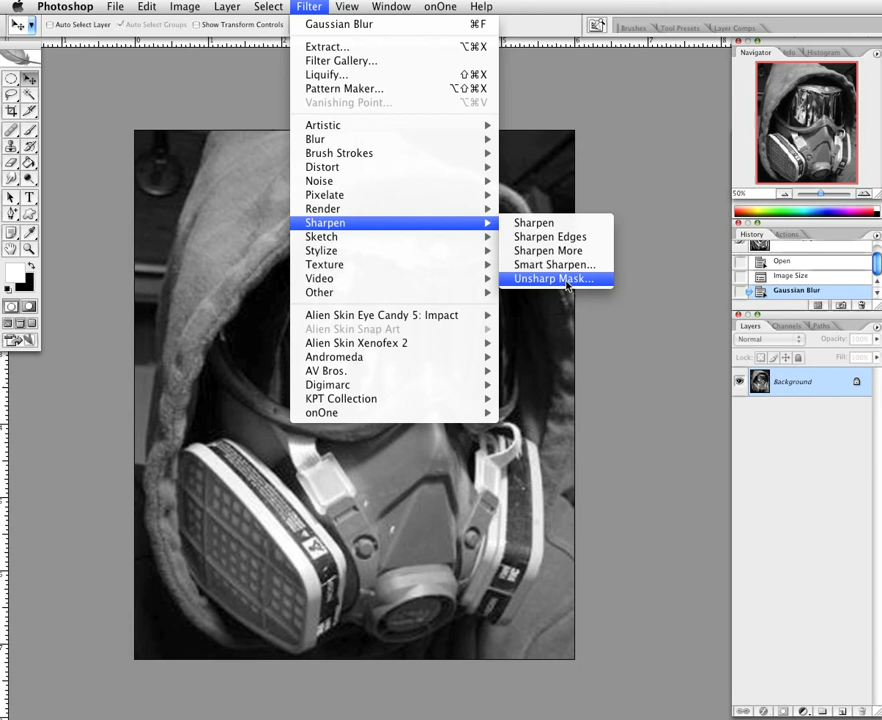 Photoshop File Edit Image Layer Select Filter View Window onOne Help
Auto Select Layer Auto Select Groups Show Transform Controls
Brushes Tool Presets Layer Comps
Gaussian Blur ⌘F
Extract... ⌥⌘X
Filter Gallery...
Liquify... ⇧⌘X
Pattern Maker... ⌥⇧⌘X
Vanishing Point... ⌥⌘V
Artistic
Blur
Brush Strokes
Distort
Noise
Pixelate
Render
Sharpen
Sketch
Stylize
Texture
Video
Other
Alien Skin Eye Candy 5: Impact
Alien Skin Snap Art
Alien Skin Xenofex 2
Andromeda
AV Bros.
Digimarc
KPT Collection
onOne
Sharpen
Sharpen Edges
Sharpen More
Smart Sharpen...
Unsharp Mask...
Navigator Info Histogram
50%
History Actions
Open
Image Size
Gaussian Blur
Layers Channels Paths
Normal Opacity: 100%
Lock: Fill: 100%
Background